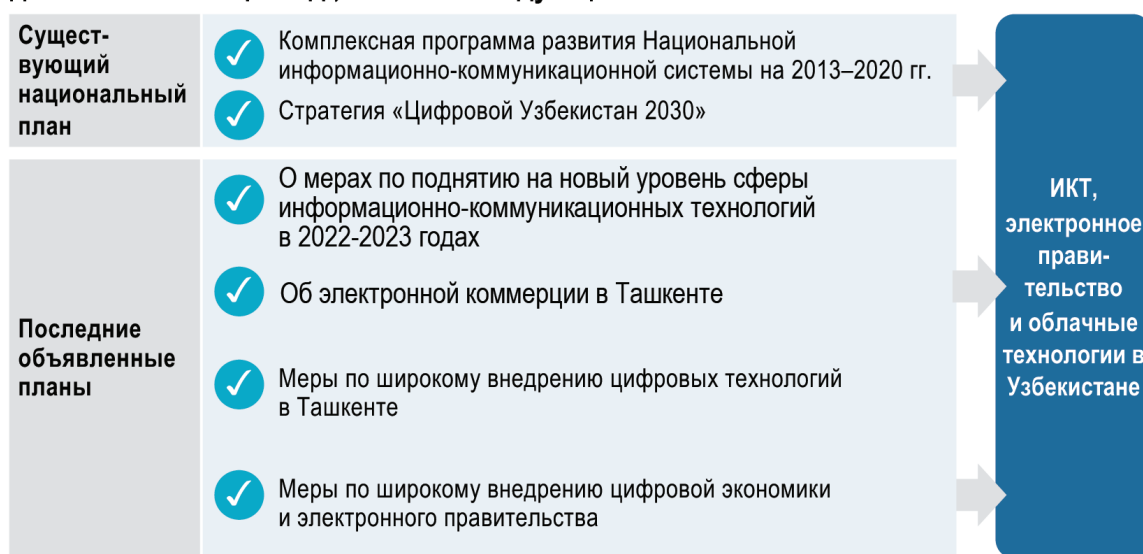 Сущест-
вующий
национальный
план
Комплексная программа развития Национальной
информационно-коммуникационной системы на 2013–2020 гг.
Стратегия «Цифровой Узбекистан 2030»
Последние
объявленные
планы
О мерах по поднятию на новый уровень сферы
информационно-коммуникационных технологий
в 2022-2023 годах
Об электронной коммерции в Ташкенте
Меры по широкому внедрению цифровых технологий
в Ташкенте
Меры по широкому внедрению цифровой экономики
и электронного правительства
ИКТ,
электронное
прави-
тельство
и облачные
технологии в
Узбекистане